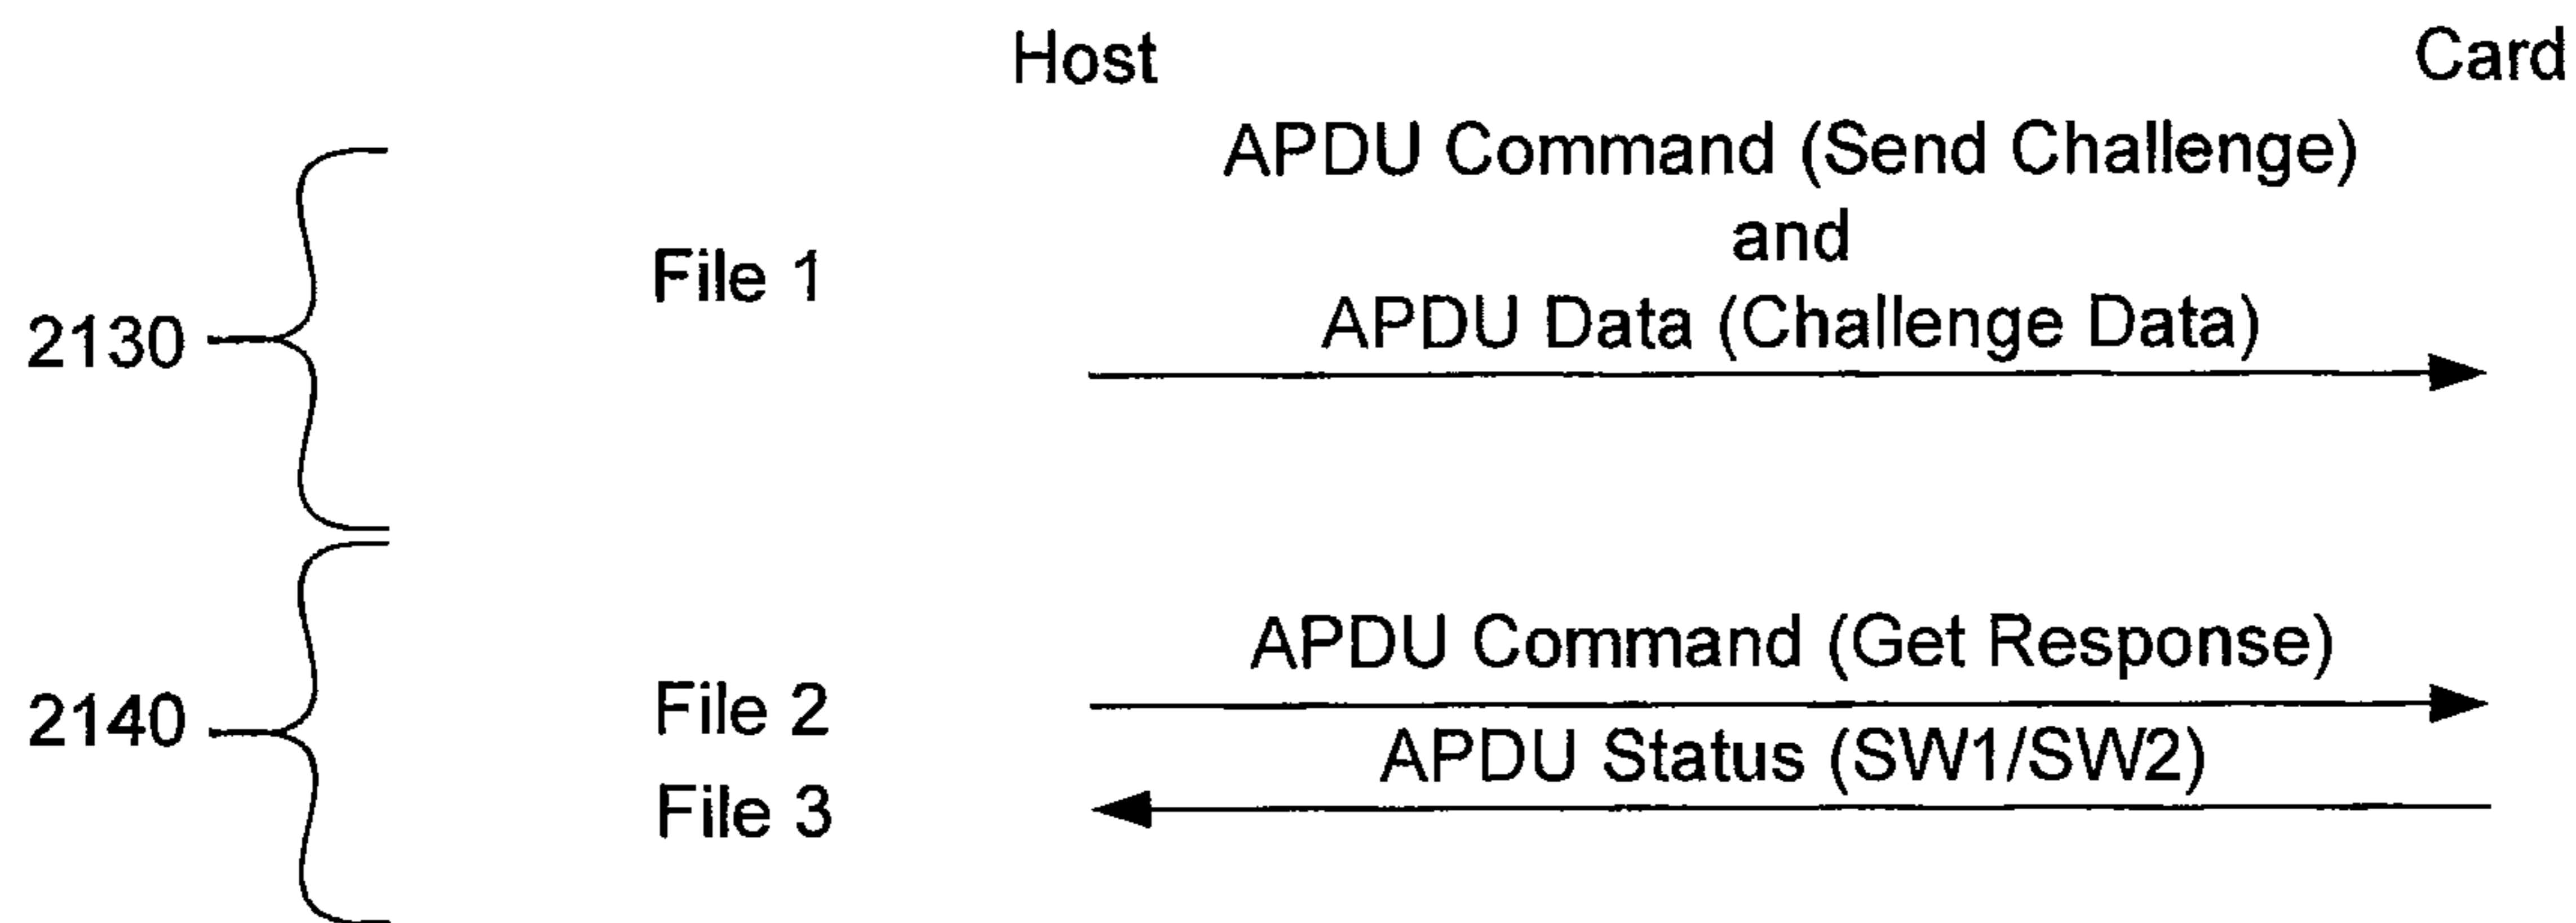 Host Card
APDU Command (Send Challenge)
and
File 1
APDU Data (Challenge Data)
2130
APDU Command (Get Response)
File 2
2140
APDU Status (SW1/SW2)
File 3